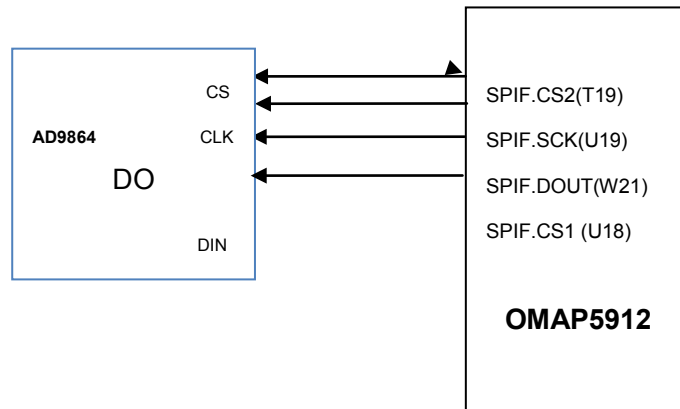 CS
AD9864
CLK
DO
DIN
SPIF.CS2(T19)
SPIF.SCK(U19)
SPIF.DOUT(W21)
SPIF.CS1 (U18)
OMAP5912